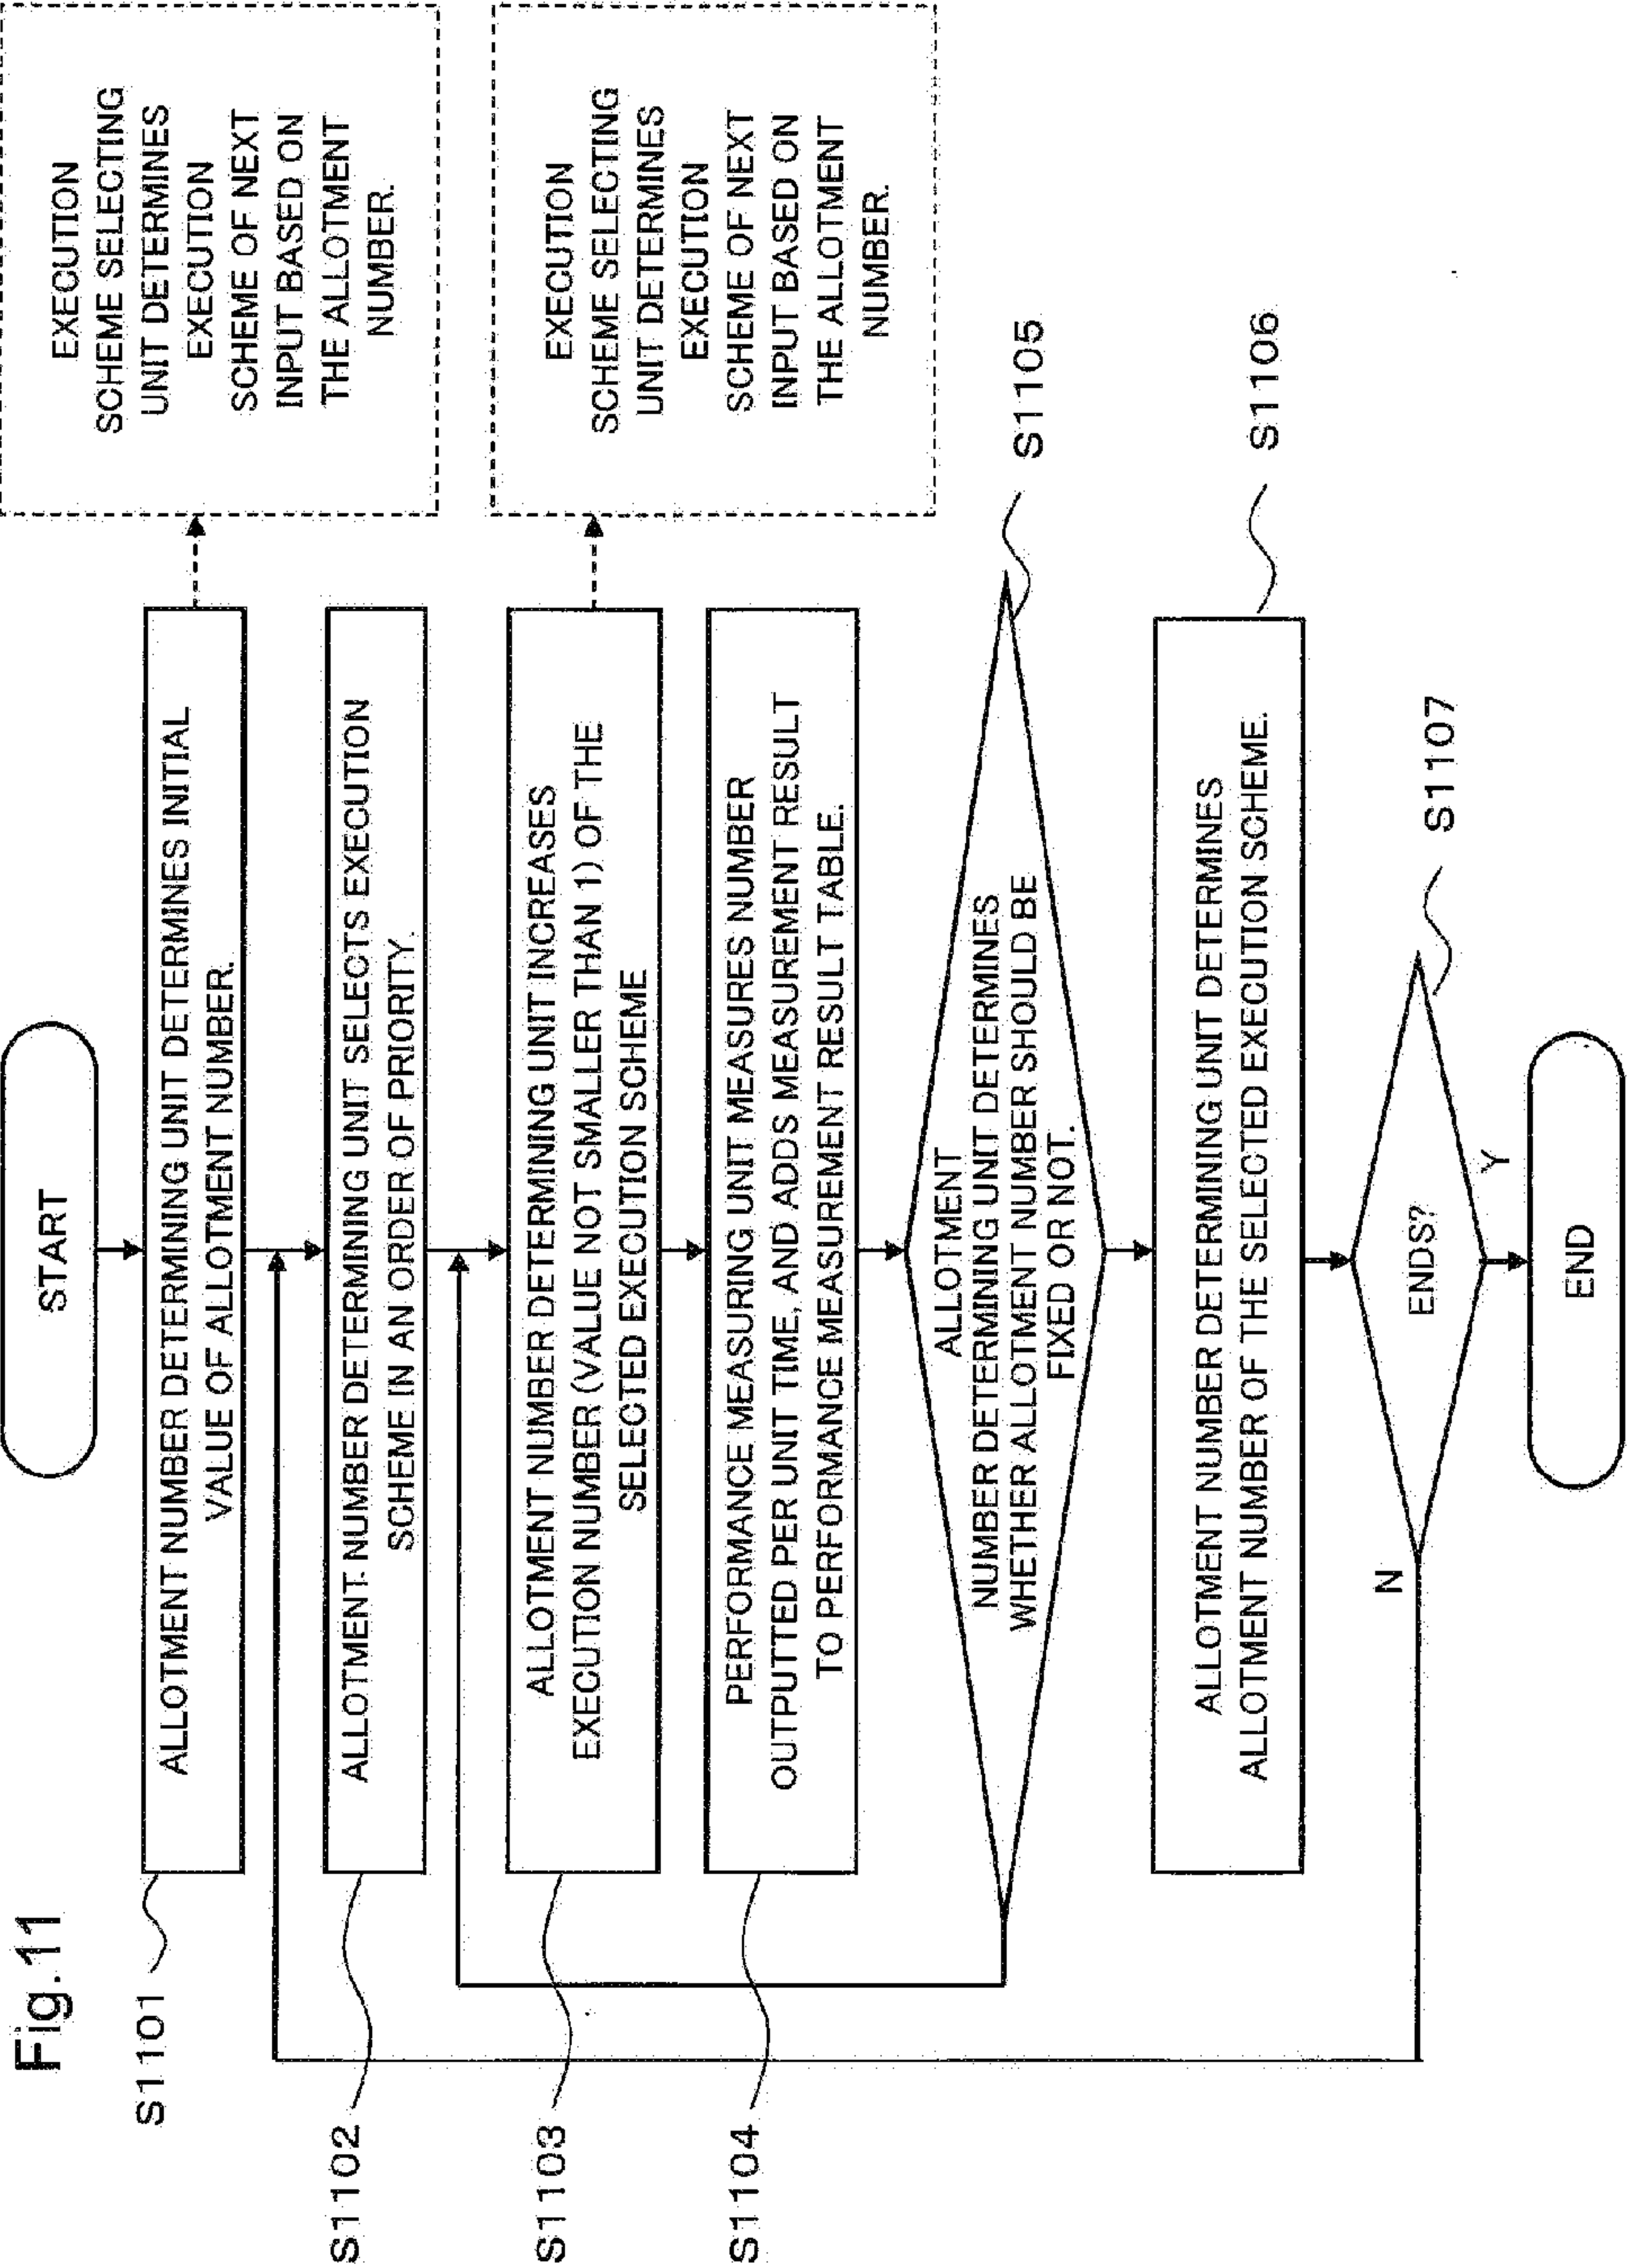 Fig.11
START
S1101
ALLOTMENT NUMBER DETERMINING UNIT DETERMINES INITIAL
VALUE OF ALLOTMENT NUMBER.
EXECUTION
SCHEME SELECTING
UNIT DETERMINES
EXECUTION
SCHEME OF NEXT
INPUT BASED ON
THE ALLOTMENT
NUMBER.
S1102
ALLOTMENT NUMBER DETERMINING UNIT SELECTS EXECUTION
SCHEME IN AN ORDER OF PRIORITY.
S1103
ALLOTMENT NUMBER DETERMINING UNIT INCREASES
EXECUTION NUMBER (VALUE NOT SMALLER THAN 1) OF THE
SELECTED EXECUTION SCHEME
EXECUTION
SCHEME SELECTING
UNIT DETERMINES
EXECUTION
SCHEME OF NEXT
INPUT BASED ON
THE ALLOTMENT
NUMBER.
S1104
PERFORMANCE MEASURING UNIT MEASURES NUMBER
OUTPUTTED PER UNIT TIME, AND ADDS MEASUREMENT RESULT
TO PERFORMANCE MEASUREMENT RESULT TABLE.
ALLOTMENT
NUMBER DETERMINING UNIT DETERMINES
WHETHER ALLOTMENT NUMBER SHOULD BE
FIXED OR NOT.
S1105
ALLOTMENT NUMBER DETERMINING UNIT DETERMINES
ALLOTMENT NUMBER OF THE SELECTED EXECUTION SCHEME.
S1106
N
ENDS?
S1107
Y
END